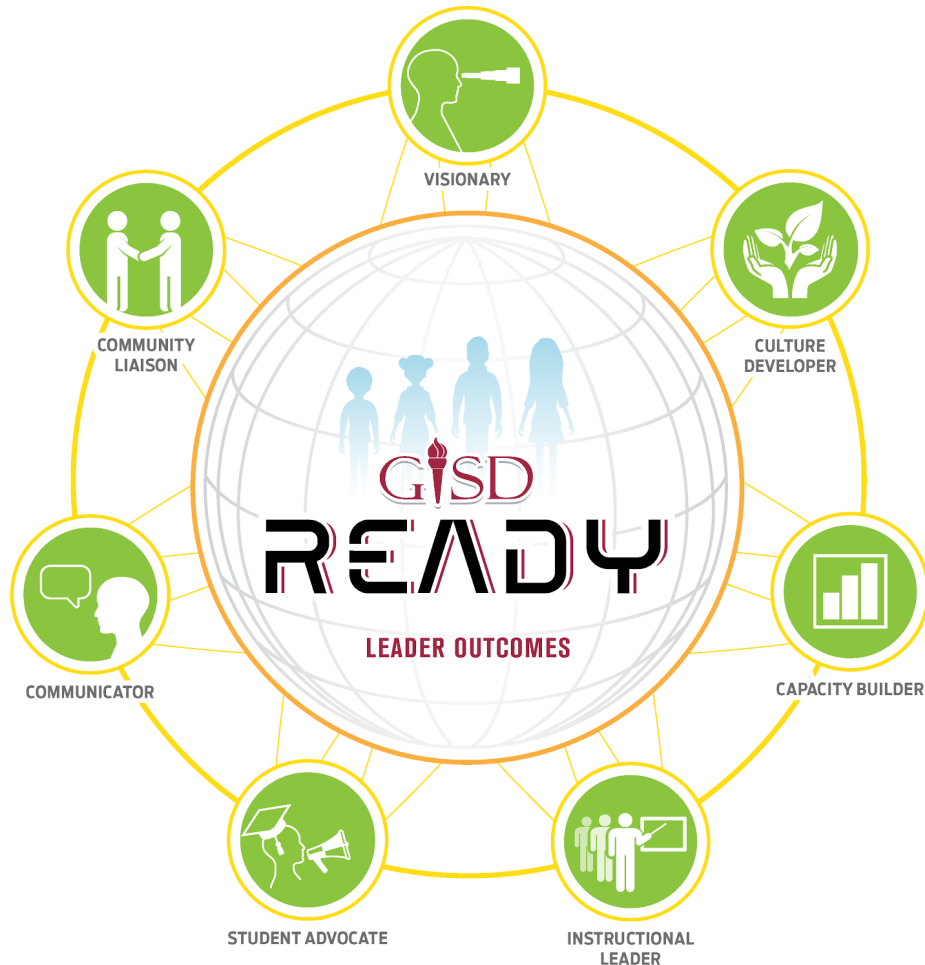 VISIONARY
COMMUNITY
LIAISON
CULTURE
DEVELOPER
GISD
READY
LEADER OUTCOMES
COMMUNICATOR
CAPACITY BUILDER
STUDENT ADVOCATE
INSTRUCTIONAL
LEADER